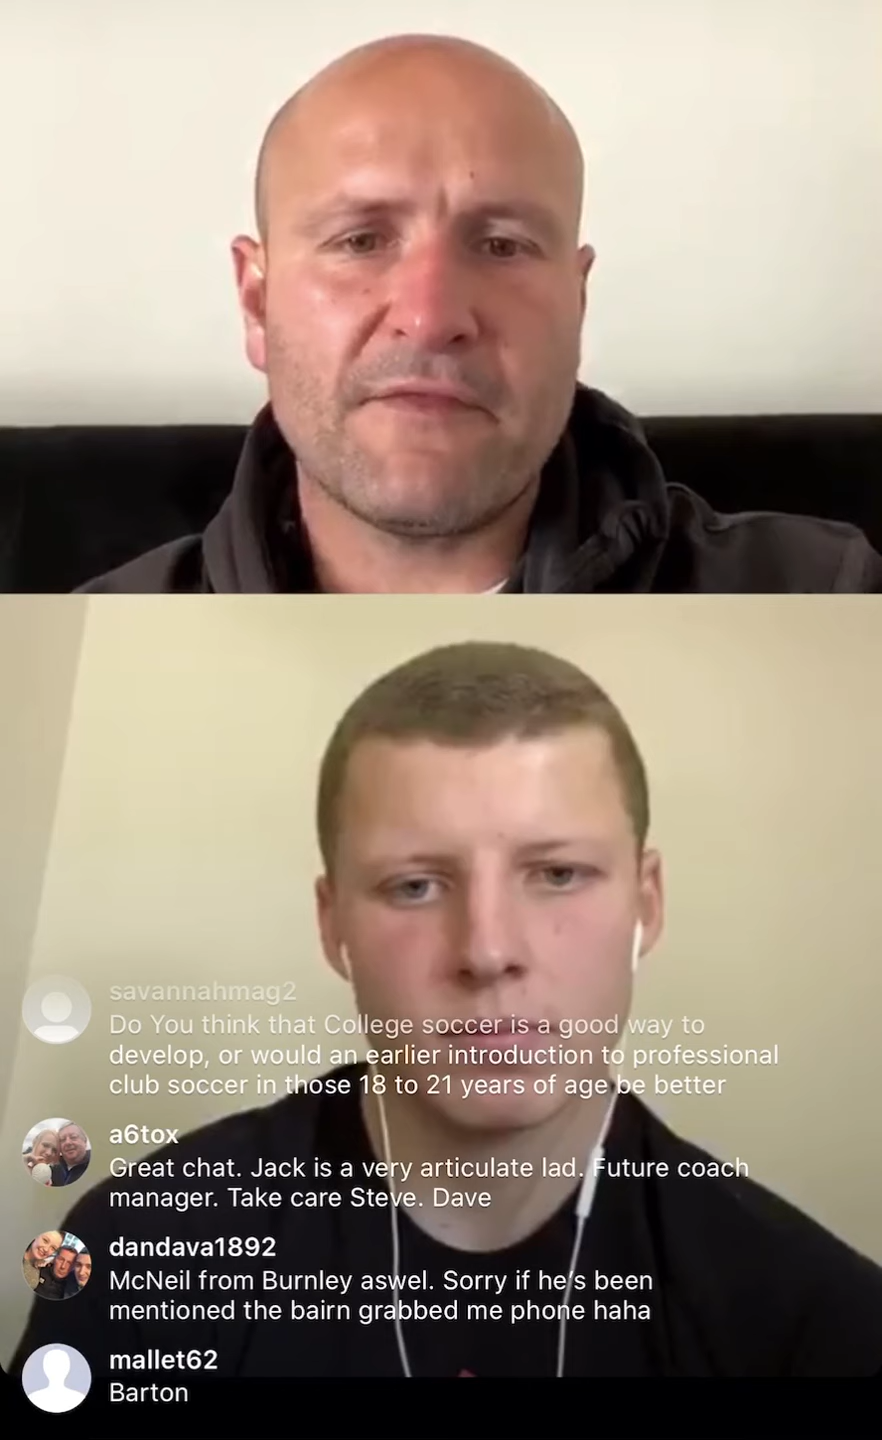 savannahmag2
Do You think that College soccer is a good way to
develop, or would an earlier introduction to professional
club soccer in those 18 to 21 years of age be better
a6tox
Great chat. Jack is a very articulate lad. Future coach
manager. Take care Steve. Dave
dandava1892
McNeil from Burnley aswel. Sorry if he's been
mentioned the bairn grabbed me phone haha
mallet62
Barton